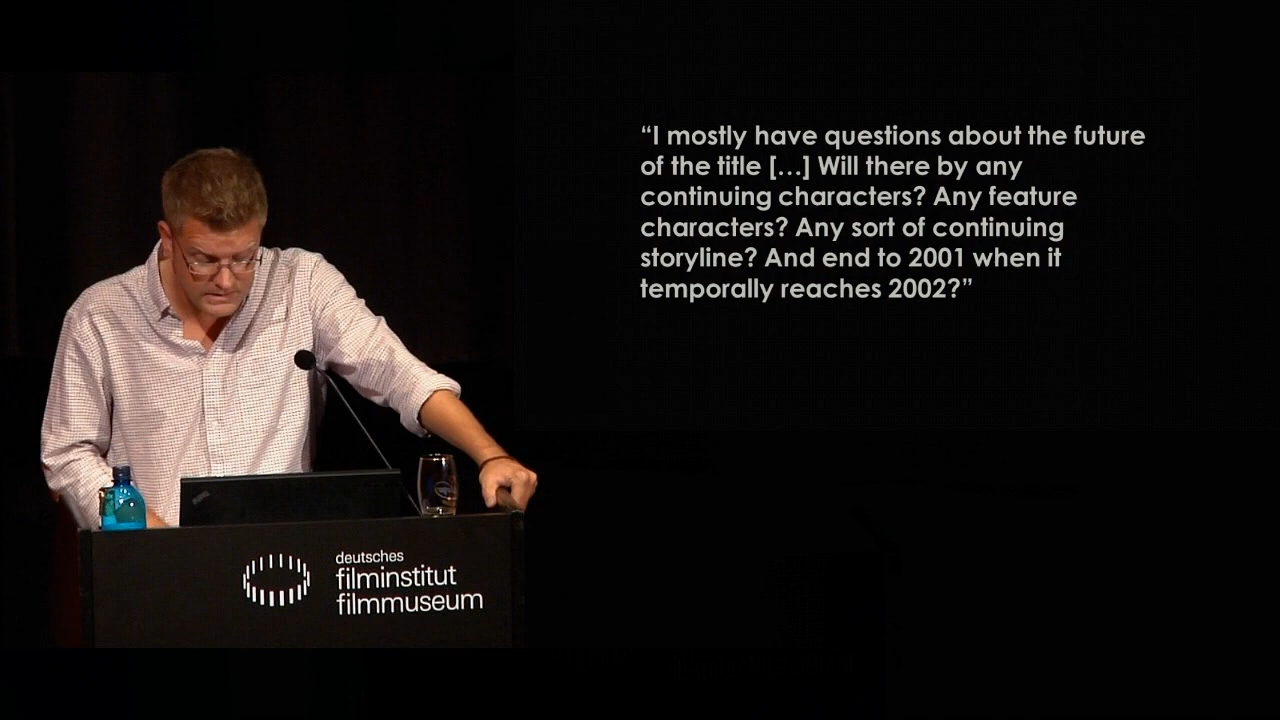 “I mostly have questions about the future
of the title […] Will there by any
continuing characters? Any feature
characters? Any sort of continuing
storyline? And end to 2001 when it
temporally reaches 2002?”
deutsches
filminstitut
filmmuseum